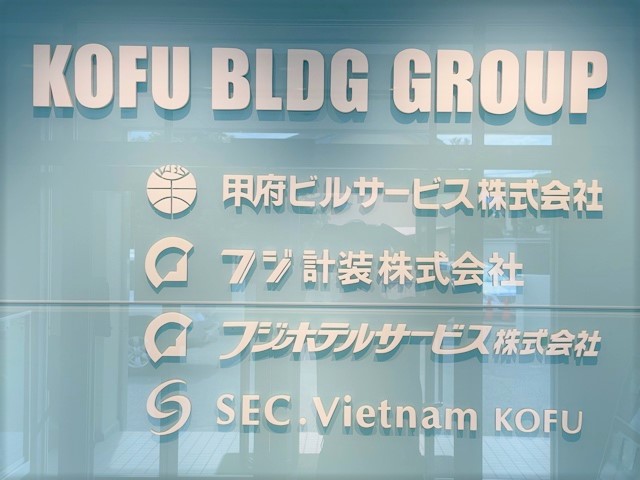 KOFU BLDG GROUP
甲府ビルサービス株式会社
フジ計装株式会社
フジホテルサービス株式会社
SEC.Vietnam KOFU